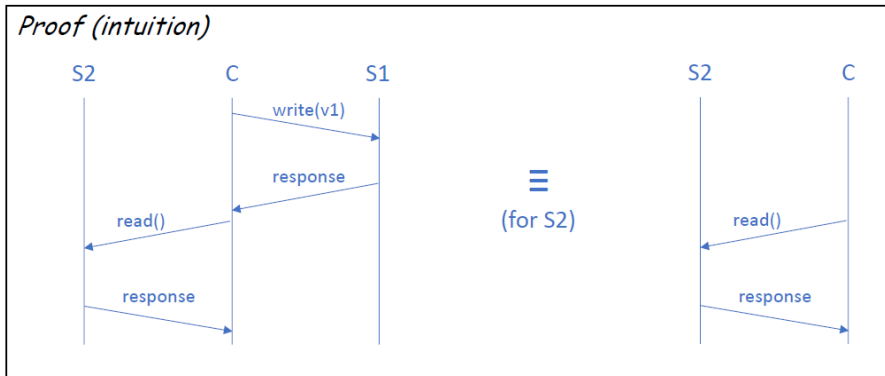 Proof (intuition)
S2 C S1 S2 C
write(v1)
response
≡
read() (for S2) read()
response response